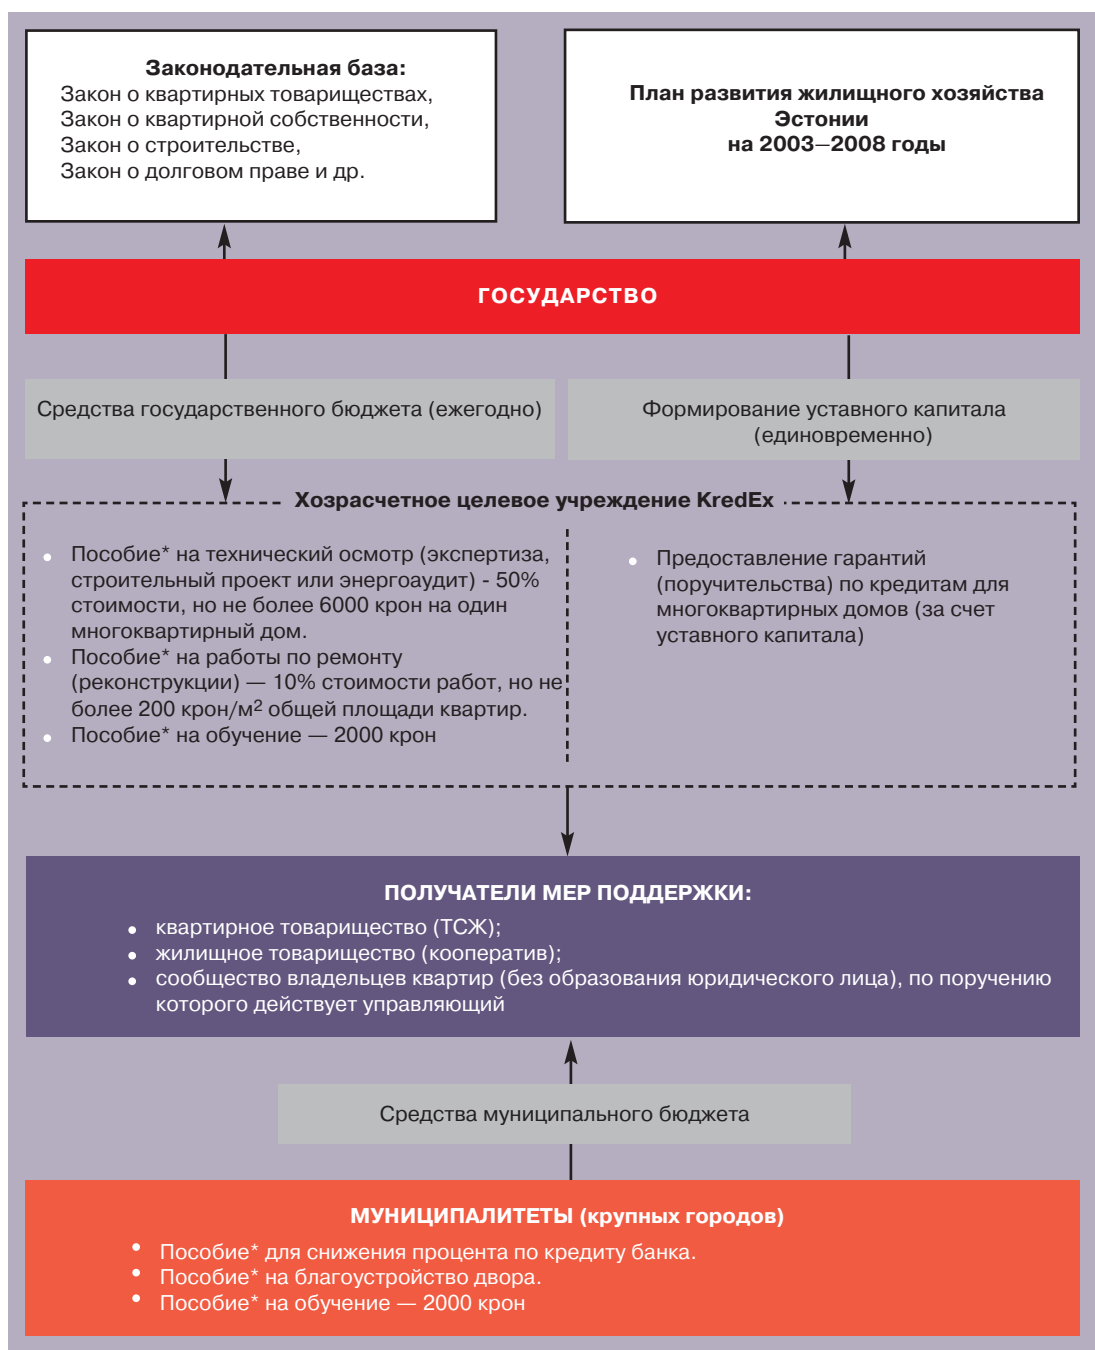 Законодательная база:
Закон о квартирных товариществах,
Закон о квартирной собственности,
Закон о строительстве,
Закон о долговом праве и др.
План развития жилищного хозяйства
Эстонии
на 2003—2008 годы
ГОСУДАРСТВО
Средства государственного бюджета (ежегодно)
Формирование уставного капитала
(единовременно)
Хозрасчетное целевое учреждение KredEx
• Пособие* на технический осмотр (экспертиза,
строительный проект или энергоаудит) - 50%
стоимости, но не более 6000 крон на один
многоквартирный дом.
• Пособие* на работы по ремонту
(реконструкции) — 10% стоимости работ, но не
более 200 крон/м² общей площади квартир.
• Пособие* на обучение — 2000 крон
• Предоставление гарантий
(поручительства) по кредитам для
многоквартирных домов (за счет
уставного капитала)
ПОЛУЧАТЕЛИ МЕР ПОДДЕРЖКИ:
• квартирное товарищество (ТСЖ);
• жилищное товарищество (кооператив);
• сообщество владельцев квартир (без образования юридического лица), по поручению
которого действует управляющий
Средства муниципального бюджета
МУНИЦИПАЛИТЕТЫ (крупных городов)
• Пособие* для снижения процента по кредиту банка.
• Пособие* на благоустройство двора.
• Пособие* на обучение — 2000 крон